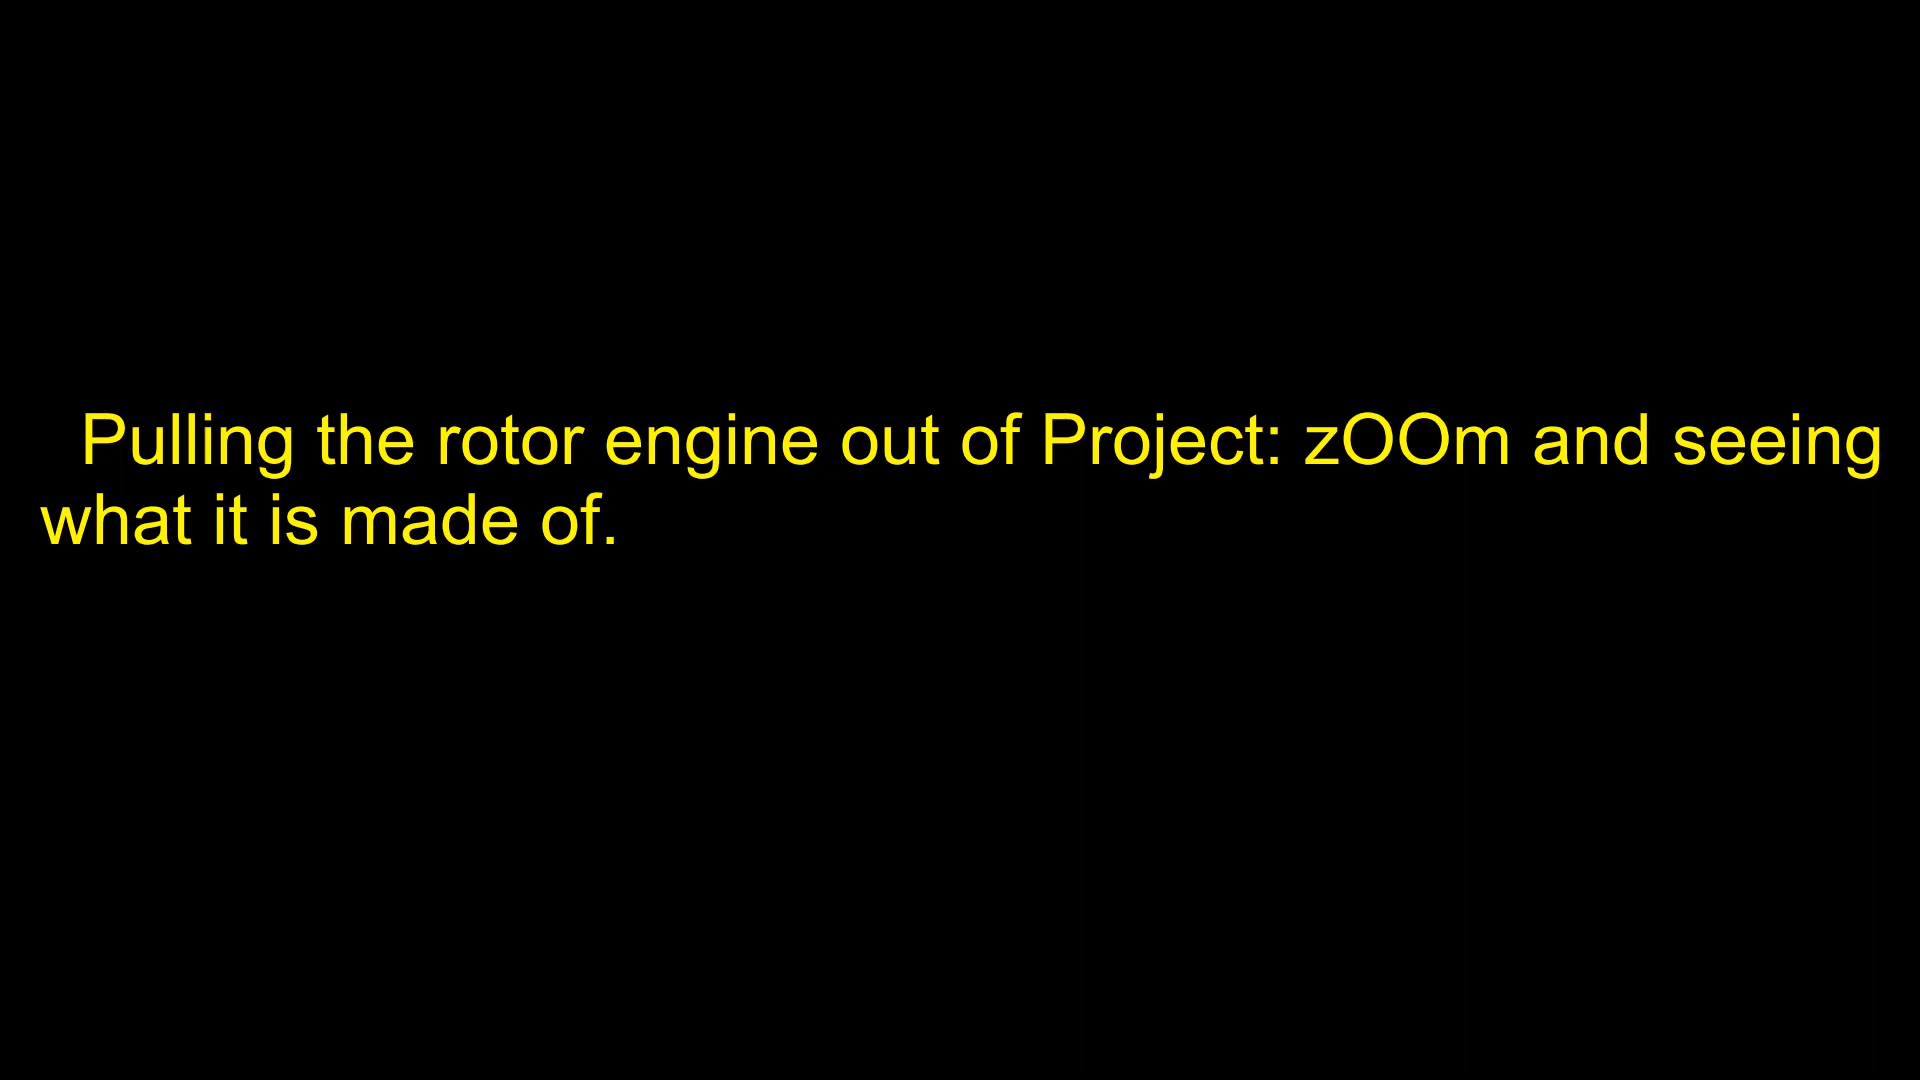 Pulling the rotor engine out of Project: zOOm and seeing
what it is made of.